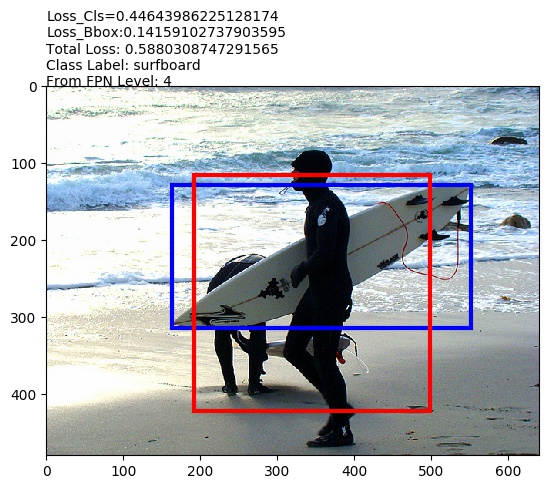 Loss_Cls=0.44643986225128174
Loss_Bbox:0.14159102737903595
Total Loss: 0.5880308747291565
Class Label: surfboard
From FPN Level: 4
0
100
200
300
400
0 100 200 300 400 500 600